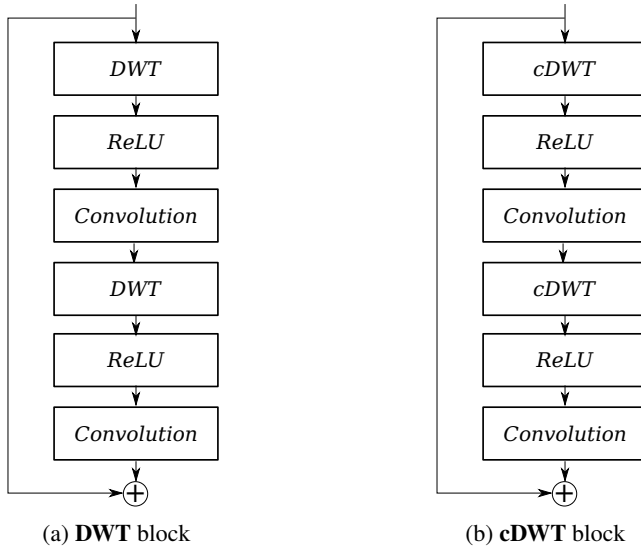 DWT
ReLU
Convolution
DWT
ReLU
Convolution
(a) DWT block
cDWT
ReLU
Convolution
cDWT
ReLU
Convolution
(b) cDWT block